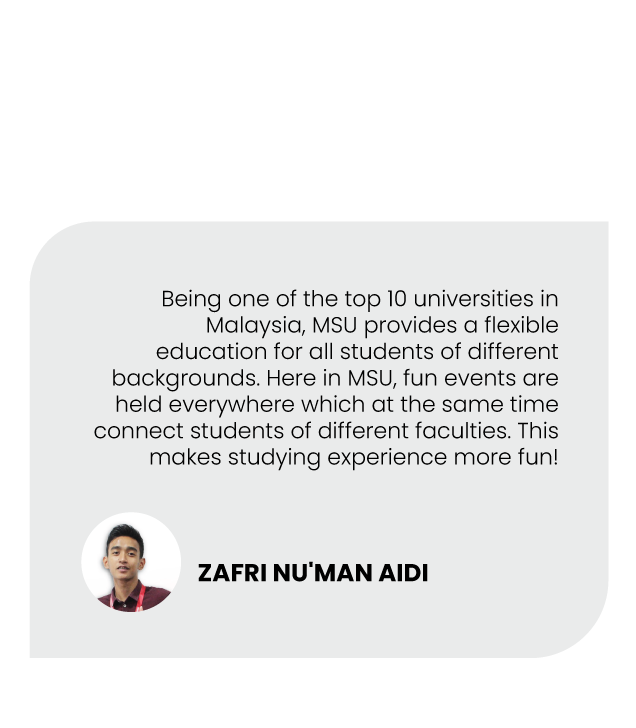 Being one of the top 10 universities in
Malaysia, MSU provides a flexible
education for all students of different
backgrounds. Here in MSU, fun events are
held everywhere which at the same time
connect students of different faculties. This
makes studying experience more fun!
ZAFRI NU'MAN AIDI